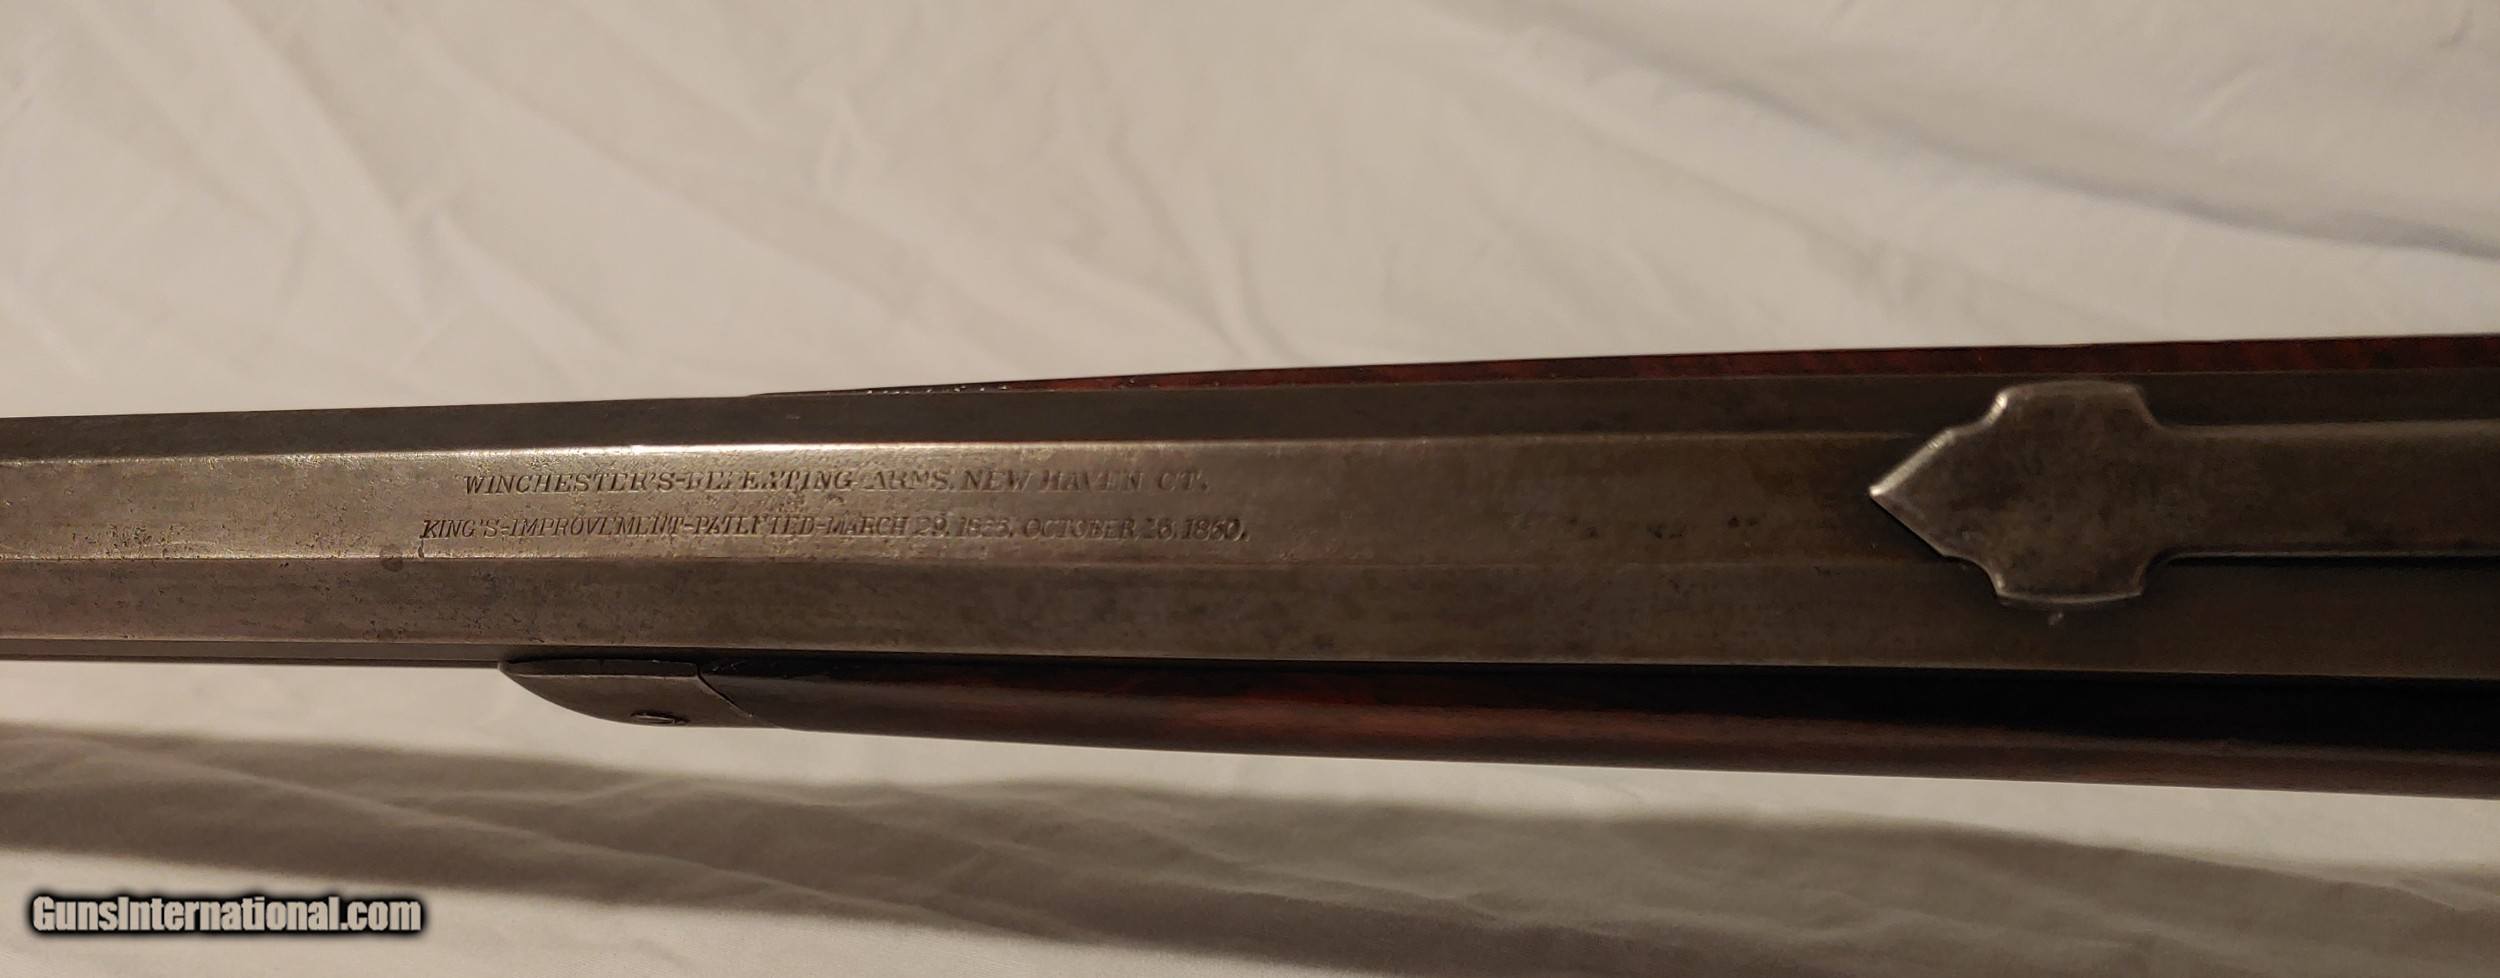 WINCHESTER'S-REPEATING ARMS. NEW HAVEN CT.
KING'S-IMPROVEMENT-PATENTED-MARCH 29. 1866. OCTOBER 16. 1860.
GunsInternational.com